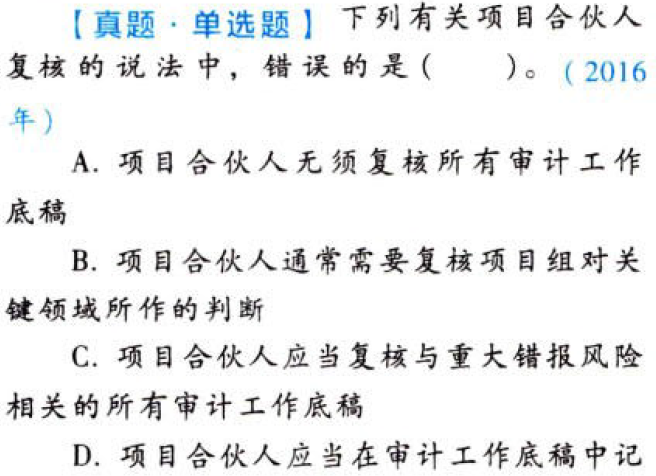 【真题·单选题】 下列有关项目合伙人
复核的说法中，错误的是(　　)。(2016
年)
A. 项目合伙人无须复核所有审计工作
底稿
B. 项目合伙人通常需要复核项目组对关
键领域所作的判断
C. 项目合伙人应当复核与重大错报风险
相关的所有审计工作底稿
D. 项目合伙人应当在审计工作底稿中记